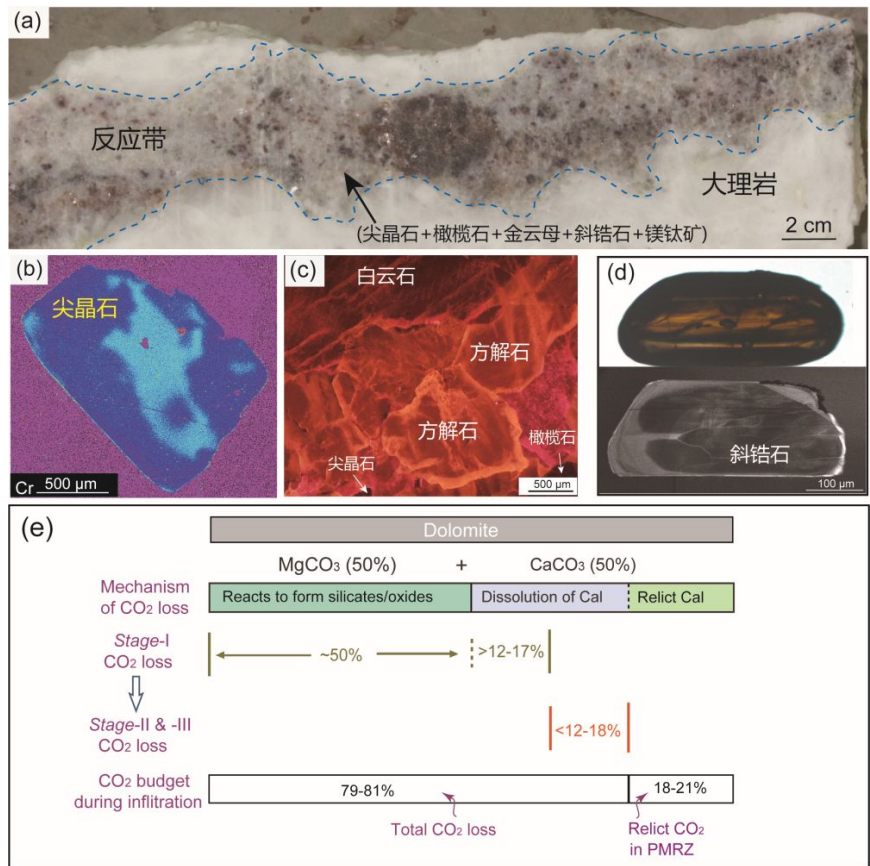 (a)
反应带
大理岩
(尖晶石+橄榄石+金云母+斜锆石+镁钛矿)
2 cm
(b)
尖晶石
Cr 500 μm
(c)
白云石
方解石
方解石
尖晶石
橄榄石
500 μm
(d)
斜锆石
100 μm
(e)
Dolomite
MgCO3 (50%) + CaCO3 (50%)
Mechanism
of CO2 loss
Reacts to form silicates/oxides
Dissolution of Cal
Relict Cal
Stage-I
CO2 loss
~50%
>12-17%
Stage-II & -III
CO2 loss
<12-18%
CO2 budget
during inflitration
79-81%
18-21%
Total CO2 loss
Relict CO2
in PMRZ